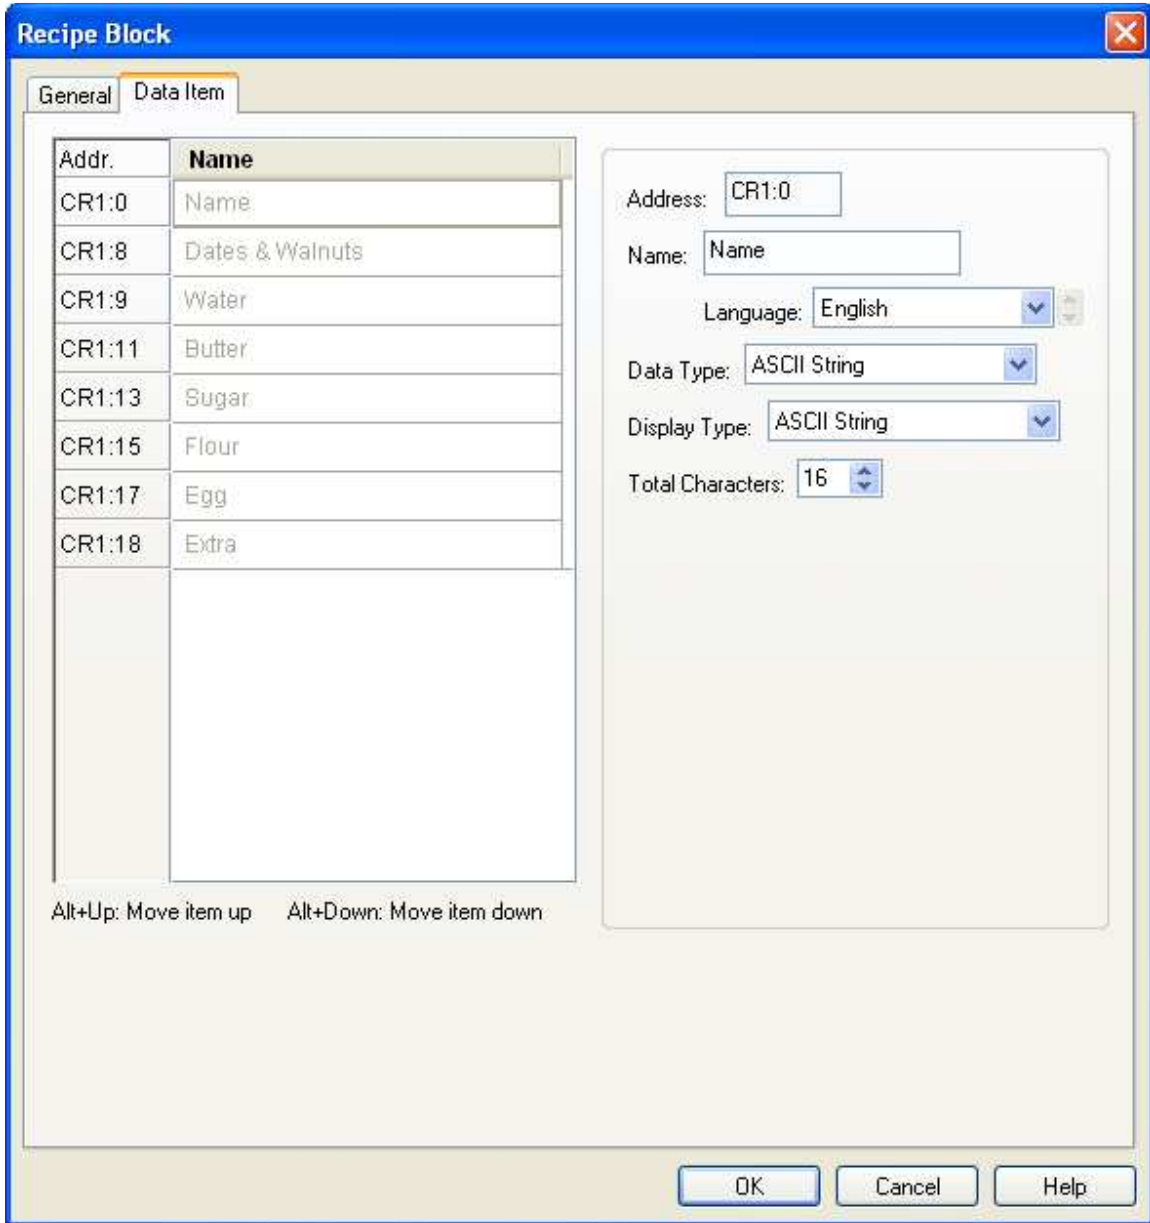 Recipe Block
General Data Item
Addr. Name
CR1:0 Name
CR1:8 Dates & Walnuts
CR1:9 Water
CR1:11 Butter
CR1:13 Sugar
CR1:15 Flour
CR1:17 Egg
CR1:18 Extra
Alt+Up: Move item up Alt+Down: Move item down
Address: CR1:0
Name: Name
Language: English
Data Type: ASCII String
Display Type: ASCII String
Total Characters: 16
OK Cancel Help